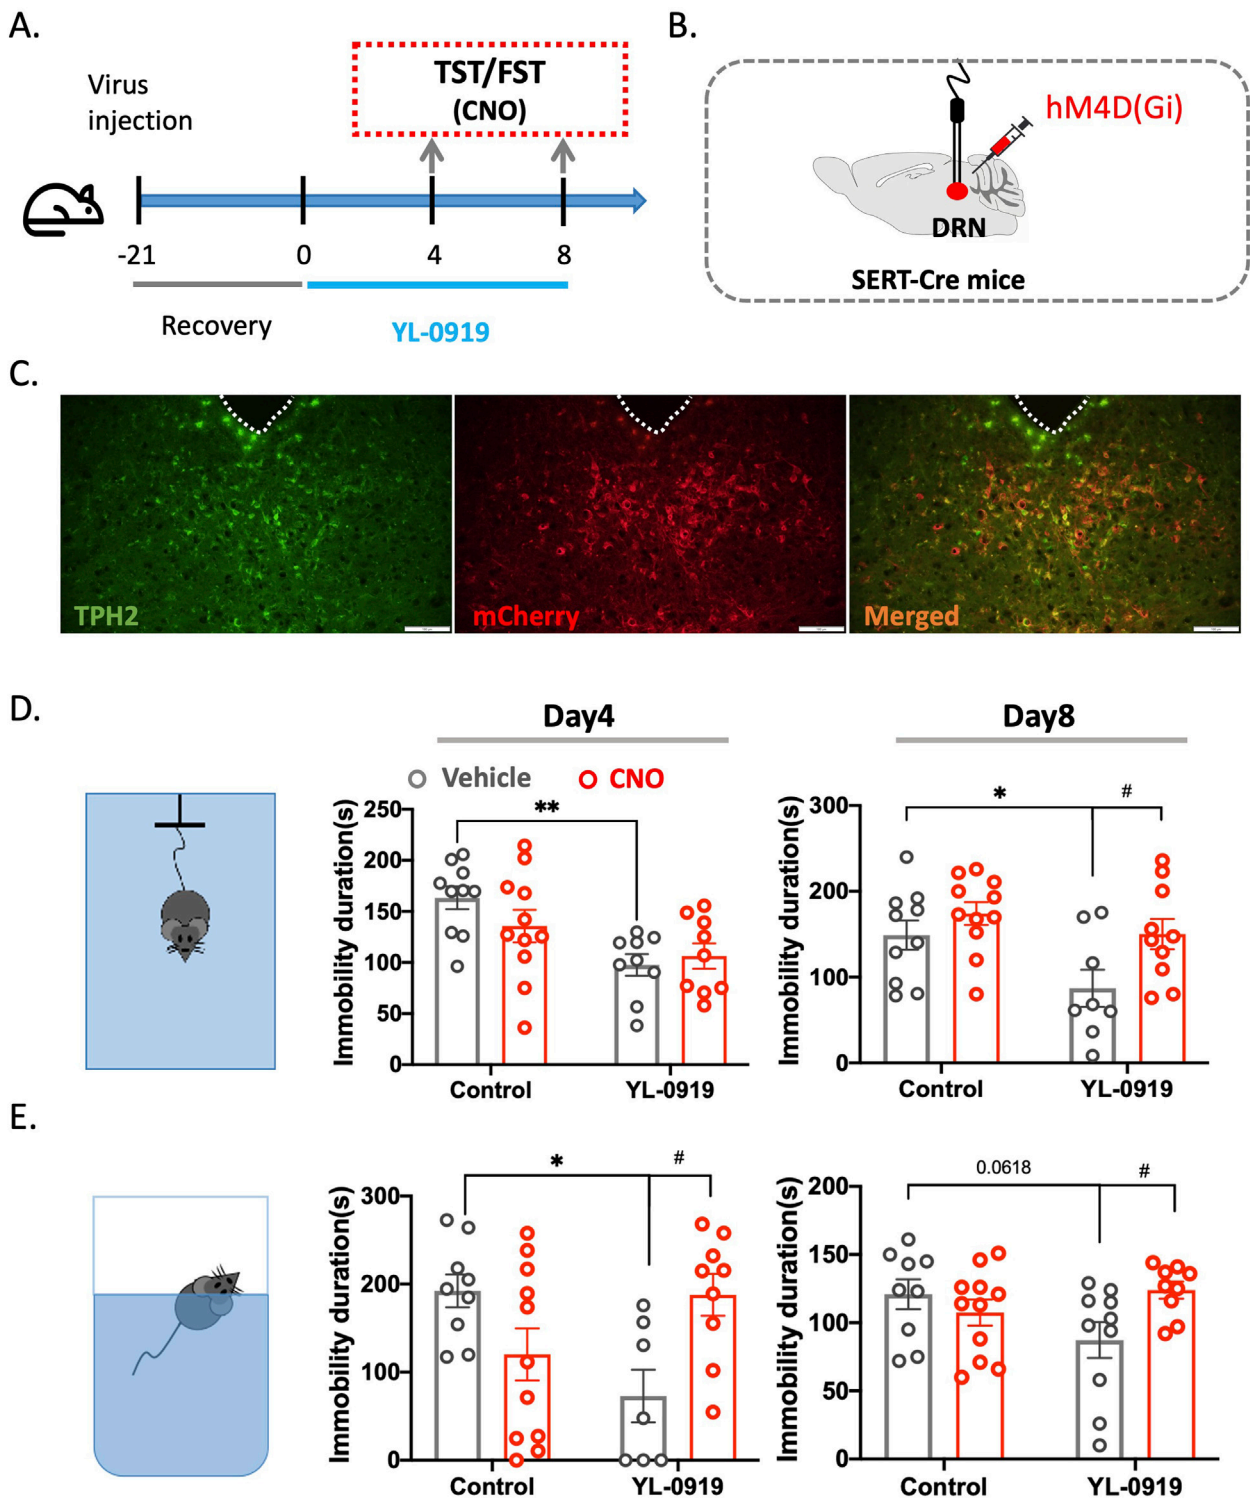 A.
Virus
injection
TST/FST
(CNO)
-21
0
4
8
Recovery
YL-0919
B.
hM4D(Gi)
DRN
SERT-Cre mice
C.
TPH2
mCherry
Merged
D.
Day4
Day8
Vehicle
CNO
Immobility duration(s)
250
200
150
100
50
0
**
Control
YL-0919
Immobility duration(s)
300
200
100
0
*
#
Control
YL-0919
E.
Immobility duration(s)
300
200
100
0
*
#
Control
YL-0919
Immobility duration(s)
200
150
100
50
0
0.0618
#
Control
YL-0919